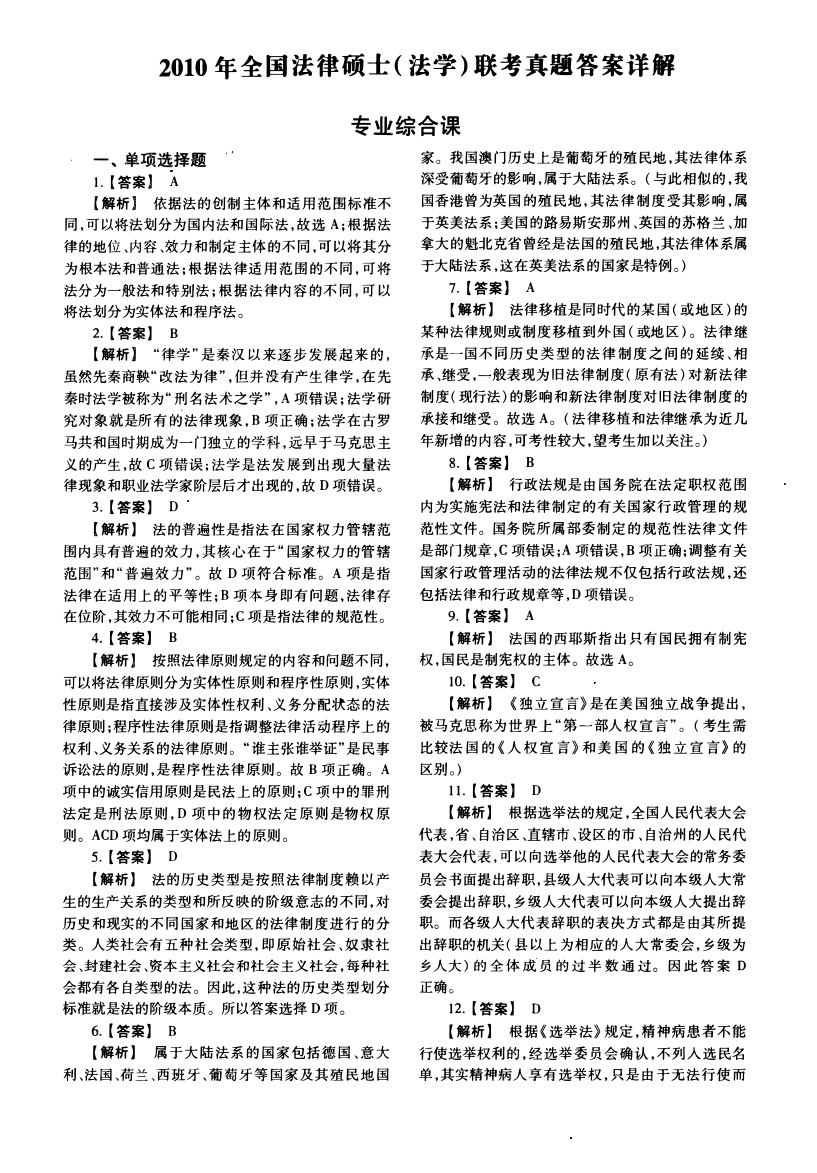 2010 年全国法律硕士(法学)联考真题答案详解
专业综合课
一、单项选择题
1.【答案】 A
【解析】 依据法的创制主体和适用范围标准不
同,可以将法划分为国内法和国际法,故选 A;根据法
律的地位、内容、效力和制定主体的不同,可以将其分
为根本法和普通法;根据法律适用范围的不同,可将
法分为一般法和特别法;根据法律内容的不同,可以
将法划分为实体法和程序法。
2.【答案】 B
【解析】 “律学”是秦汉以来逐步发展起来的,
虽然先秦商鞅“改法为律”,但并没有产生律学,在先
秦时法学被称为“刑名法术之学”,A 项错误;法学研
究对象就是所有的法律现象,B 项正确;法学在古罗
马共和国时期成为一门独立的学科,远早于马克思主
义的产生,故 C 项错误;法学是法发展到出现大量法
律现象和职业法学家阶层后才出现的,故 D 项错误。
3.【答案】 D
【解析】 法的普遍性是指法在国家权力管辖范
围内具有普遍的效力,其核心在于“国家权力的管辖
范围”和“普遍效力”。故 D 项符合标准。A 项是指
法律在适用上的平等性;B 项本身即有问题,法律存
在位阶,其效力不可能相同;C 项是指法律的规范性。
4.【答案】 B
【解析】 按照法律原则规定的内容和问题不同,
可以将法律原则分为实体性原则和程序性原则,实体
性原则是指直接涉及实体性权利、义务分配状态的法
律原则;程序性法律原则是指调整法律活动程序上的
权利、义务关系的法律原则。“谁主张谁举证”是民事
诉讼法的原则,是程序性法律原则。故 B 项正确。A
项中的诚实信用原则是民法上的原则;C 项中的罪刑
法定是刑法原则,D 项中的物权法定原则是物权原
则。ACD 项均属于实体法上的原则。
5.【答案】 D
【解析】 法的历史类型是按照法律制度赖以产
生的生产关系的类型和所反映的阶级意志的不同,对
历史和现实的不同国家和地区的法律制度进行的分
类。人类社会有五种社会类型,即原始社会、奴隶社
会、封建社会、资本主义社会和社会主义社会,每种社
会都有各自类型的法。因此,这种法的历史类型划分
标准就是法的阶级本质。所以答案选择 D 项。
6.【答案】 B
【解析】 属于大陆法系的国家包括德国、意大
利、法国、荷兰、西班牙、葡萄牙等国家及其殖民地国
家。我国澳门历史上是葡萄牙的殖民地,其法律体系
深受葡萄牙的影响,属于大陆法系。(与此相似的,我
国香港曾为英国的殖民地,其法律制度受其影响,属
于英美法系;美国的路易斯安那州、英国的苏格兰、加
拿大的魁北克省曾经是法国的殖民地,其法律体系属
于大陆法系,这在英美法系的国家是特例。)
7.【答案】 A
【解析】 法律移植是同时代的某国(或地区)的
某种法律规则或制度移植到外国(或地区)。法律继
承是一国不同历史类型的法律制度之间的延续、相
承、继受,一般表现为旧法律制度(原有法)对新法律
制度(现行法)的影响和新法律制度对旧法律制度的
承接和继受。故选 A。(法律移植和法律继承为近几
年新增的内容,可考性较大,望考生加以关注。)
8.【答案】 B
【解析】 行政法规是由国务院在法定职权范围
内为实施宪法和法律制定的有关国家行政管理的规
范性文件。国务院所属部委制定的规范性法律文件
是部门规章,C 项错误;A 项错误,B 项正确;调整有关
国家行政管理活动的法律法规不仅包括行政法规,还
包括法律和行政规章等,D 项错误。
9.【答案】 A
【解析】 法国的西耶斯指出只有国民拥有制宪
权,国民是制宪权的主体。故选 A。
10.【答案】 C
【解析】 《独立宣言》是在美国独立战争提出,
被马克思称为世界上“第一部人权宣言”。(考生需
比较法国的《人权宣言》和美国的《独立宣言》的
区别。)
11.【答案】 D
【解析】 根据选举法的规定,全国人民代表大会
代表,省、自治区、直辖市、设区的市、自治州的人民代
表大会代表,可以向选举他的人民代表大会的常务委
员会书面提出辞职,县级人大代表可以向本级人大常
委会提出辞职,乡级人大代表可以向本级人大提出辞
职。而各级人大代表辞职的表决方式都是由其所提
出辞职的机关(县以上为相应的人大常委会,乡级为
乡人大)的全体成员的过半数通过。因此答案 D
正确。
12.【答案】 D
【解析】 根据《选举法》规定,精神病患者不能
行使选举权利的,经选举委员会确认,不列入选民名
单,其实精神病人享有选举权,只是由于无法行使而